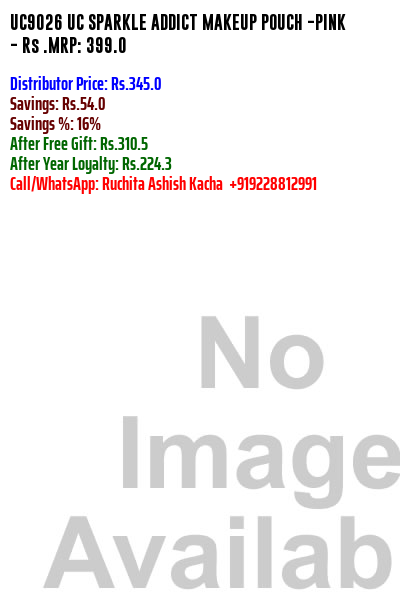 UC9026 UC SPARKLE ADDICT MAKEUP POUCH -PINK
- Rs .MRP: 399.0
Distributor Price: Rs.345.0
Savings: Rs.54.0
Savings %: 16%
After Free Gift: Rs.310.5
After Year Loyalty: Rs.224.3
Call/WhatsApp: Ruchita Ashish Kacha +919228812991
No
Image
Availab